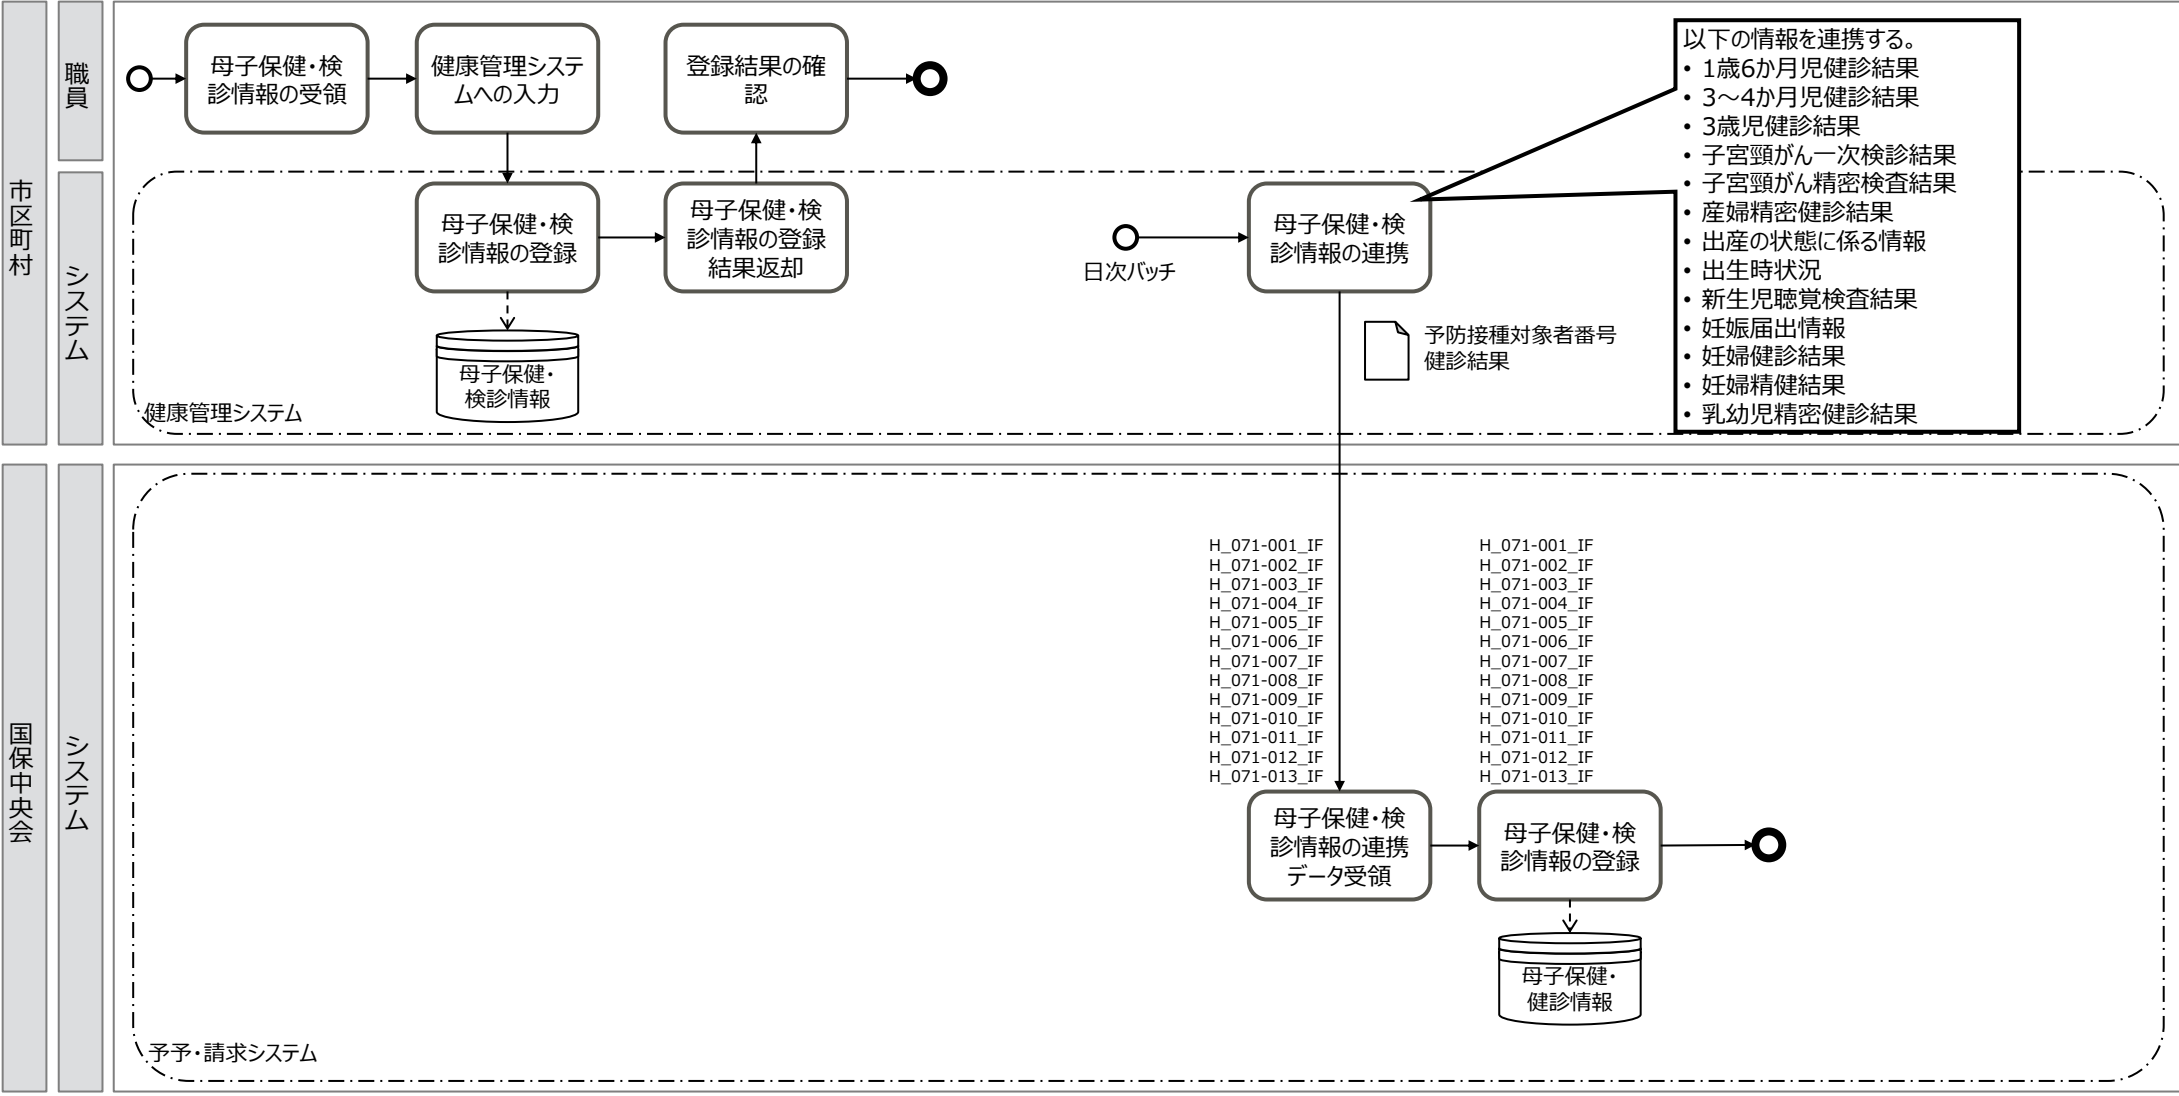 市区町村
職員
母子保健・検
診情報の受領
健康管理システ
ムへの入力
登録結果の確
認
以下の情報を連携する。
• 1歳6か月児健診結果
• 3～4か月児健診結果
• 3歳児健診結果
• 子宮頸がん一次検診結果
• 子宮頸がん精密検査結果
• 産婦精密健診結果
• 出産の状態に係る情報
• 出生時状況
• 新生児聴覚検査結果
• 妊娠届出情報
• 妊婦健診結果
• 妊婦精健結果
• 乳幼児精密健診結果
システム
母子保健・検
診情報の登録
母子保健・検
診情報の登録
結果返却
日次バッチ
母子保健・検
診情報の連携
母子保健・
検診情報
予防接種対象者番号
健診結果
健康管理システム
国保中央会
システム
H_071-001_IF
H_071-002_IF
H_071-003_IF
H_071-004_IF
H_071-005_IF
H_071-006_IF
H_071-007_IF
H_071-008_IF
H_071-009_IF
H_071-010_IF
H_071-011_IF
H_071-012_IF
H_071-013_IF
H_071-001_IF
H_071-002_IF
H_071-003_IF
H_071-004_IF
H_071-005_IF
H_071-006_IF
H_071-007_IF
H_071-008_IF
H_071-009_IF
H_071-010_IF
H_071-011_IF
H_071-012_IF
H_071-013_IF
母子保健・検
診情報の連携
データ受領
母子保健・検
診情報の登録
母子保健・
健診情報
予予・請求システム